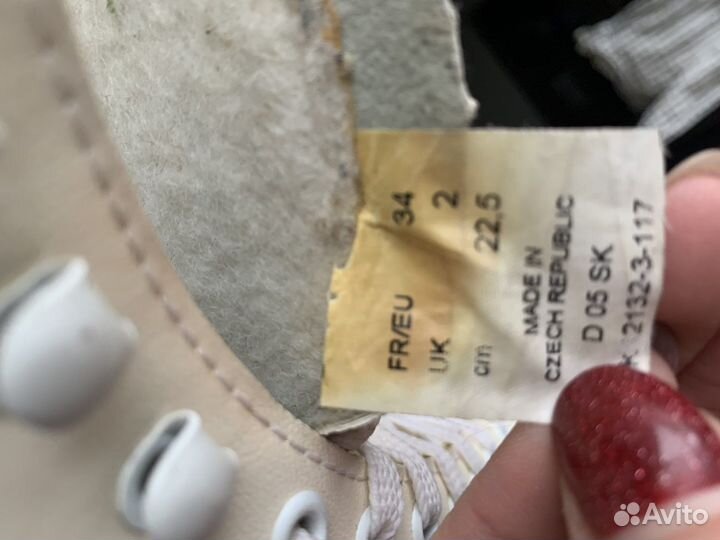 FR/EU 34
UK 2
cm 22,5
MADE IN
CZECH REPUBLIC
D 05 SK
2132-3-117
Avito